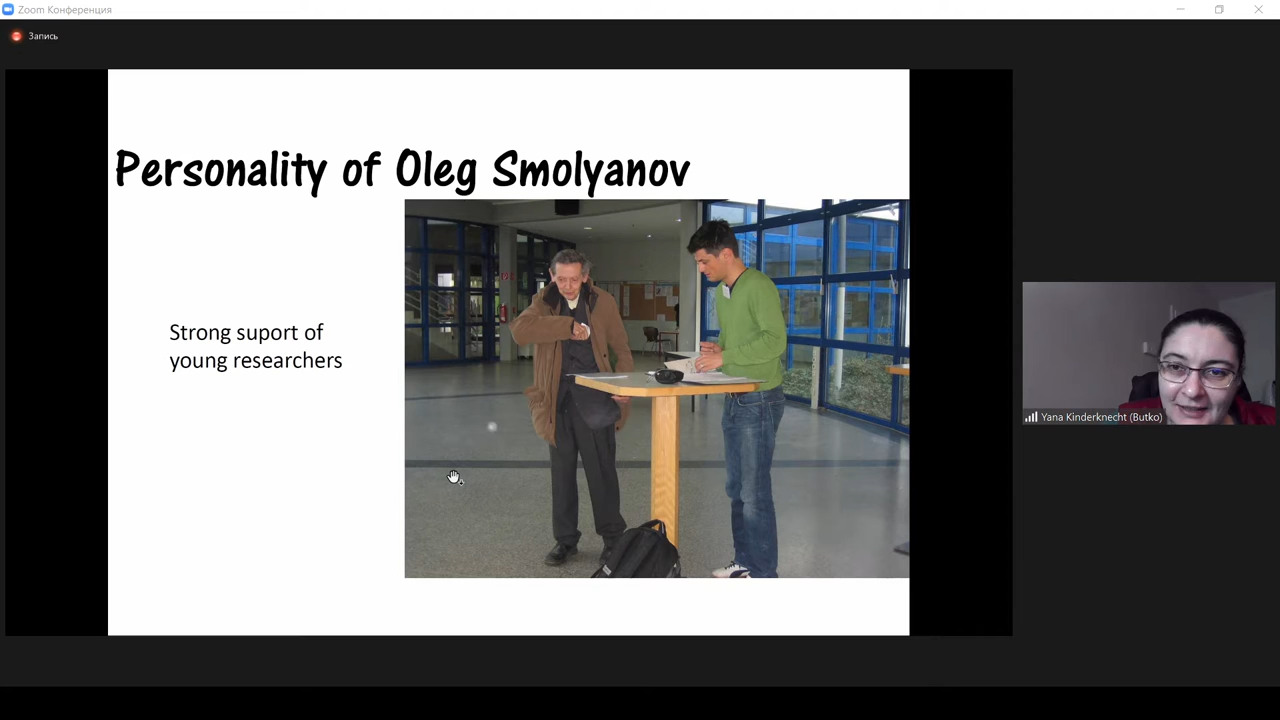 Zoom Конференция
Запись
Personality of Oleg Smolyanov
Strong suport of
young researchers
Yana Kinderknecht (Butko)